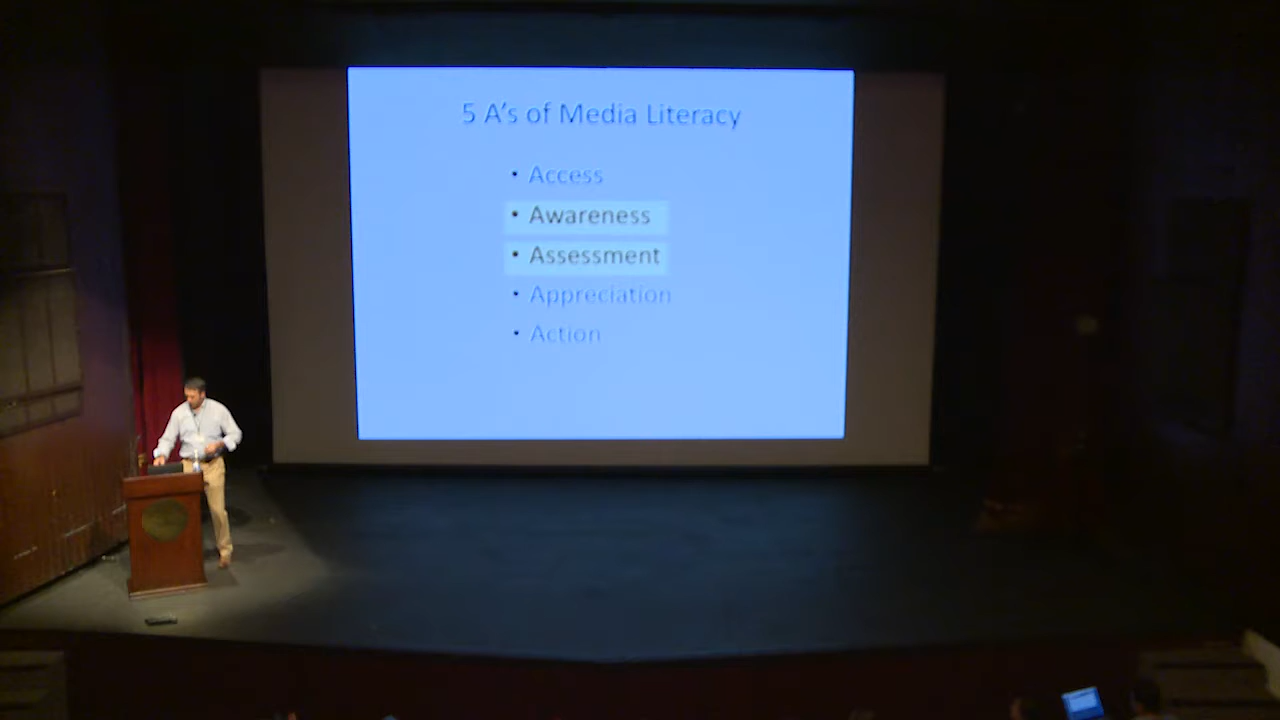 5 A's of Media Literacy
• Access
• Awareness
• Assessment
• Appreciation
• Action